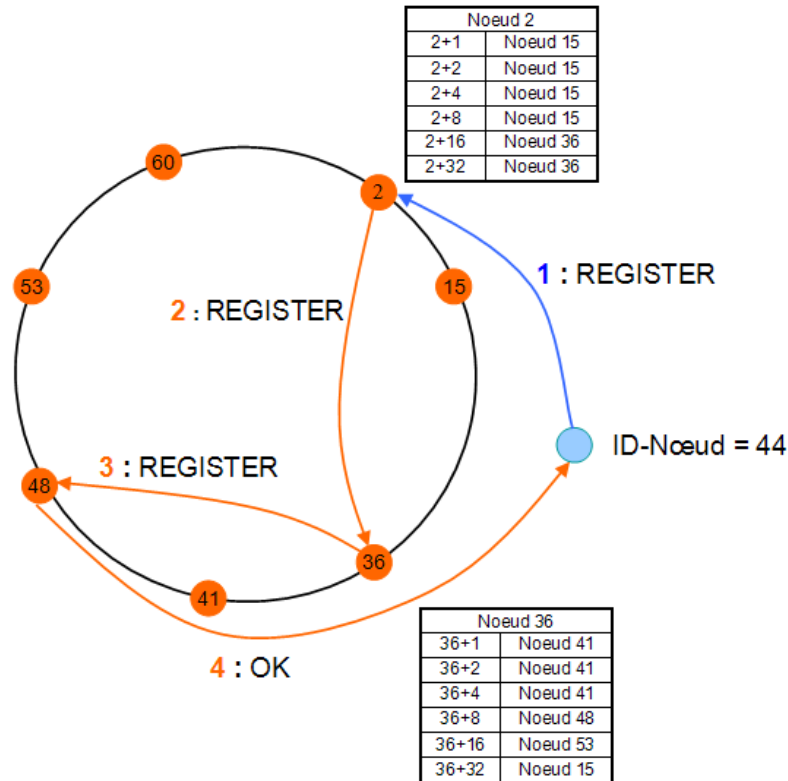 Noeud 2
2+1 Noeud 15
2+2 Noeud 15
2+4 Noeud 15
2+8 Noeud 15
2+16 Noeud 36
2+32 Noeud 36
60
2
53
15
1 : REGISTER
2 : REGISTER
ID-Nœud = 44
3 : REGISTER
48
36
41
4 : OK
Noeud 36
36+1 Noeud 41
36+2 Noeud 41
36+4 Noeud 41
36+8 Noeud 48
36+16 Noeud 53
36+32 Noeud 15